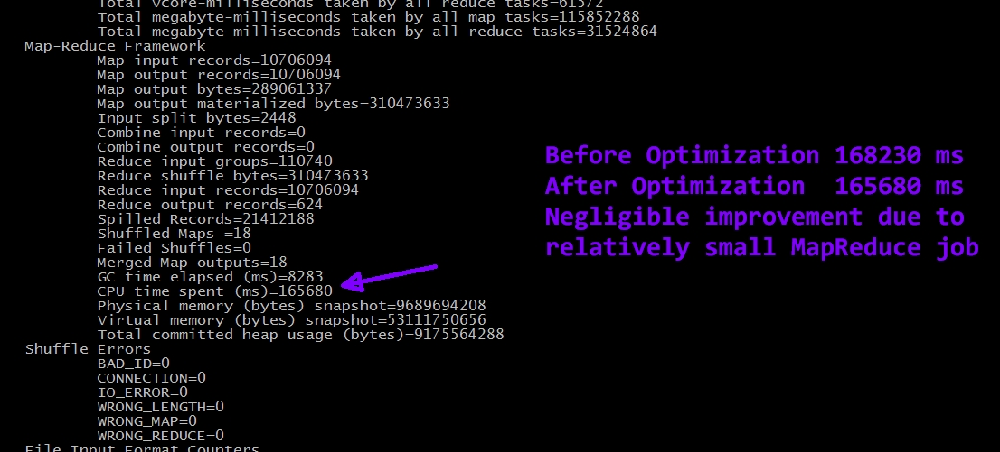 Total vcore-milliseconds taken by all reduce tasks=61572
Total megabyte-milliseconds taken by all map tasks=115852288
Total megabyte-milliseconds taken by all reduce tasks=31524864
Map-Reduce Framework
Map input records=10706094
Map output records=10706094
Map output bytes=289061337
Map output materialized bytes=310473633
Input split bytes=2448
Combine input records=0
Combine output records=0
Reduce input groups=110740
Reduce shuffle bytes=310473633
Reduce input records=10706094
Reduce output records=624
Spilled Records=21412188
Shuffled Maps =18
Failed Shuffles=0
Merged Map outputs=18
GC time elapsed (ms)=8283
CPU time spent (ms)=165680
Physical memory (bytes) snapshot=9689694208
Virtual memory (bytes) snapshot=53111750656
Total committed heap usage (bytes)=9175564288
Shuffle Errors
BAD_ID=0
CONNECTION=0
IO_ERROR=0
WRONG_LENGTH=0
WRONG_MAP=0
WRONG_REDUCE=0
File Input Format Counters
Before Optimization 168230 ms
After Optimization  165680 ms
Negligible improvement due to
relatively small MapReduce job